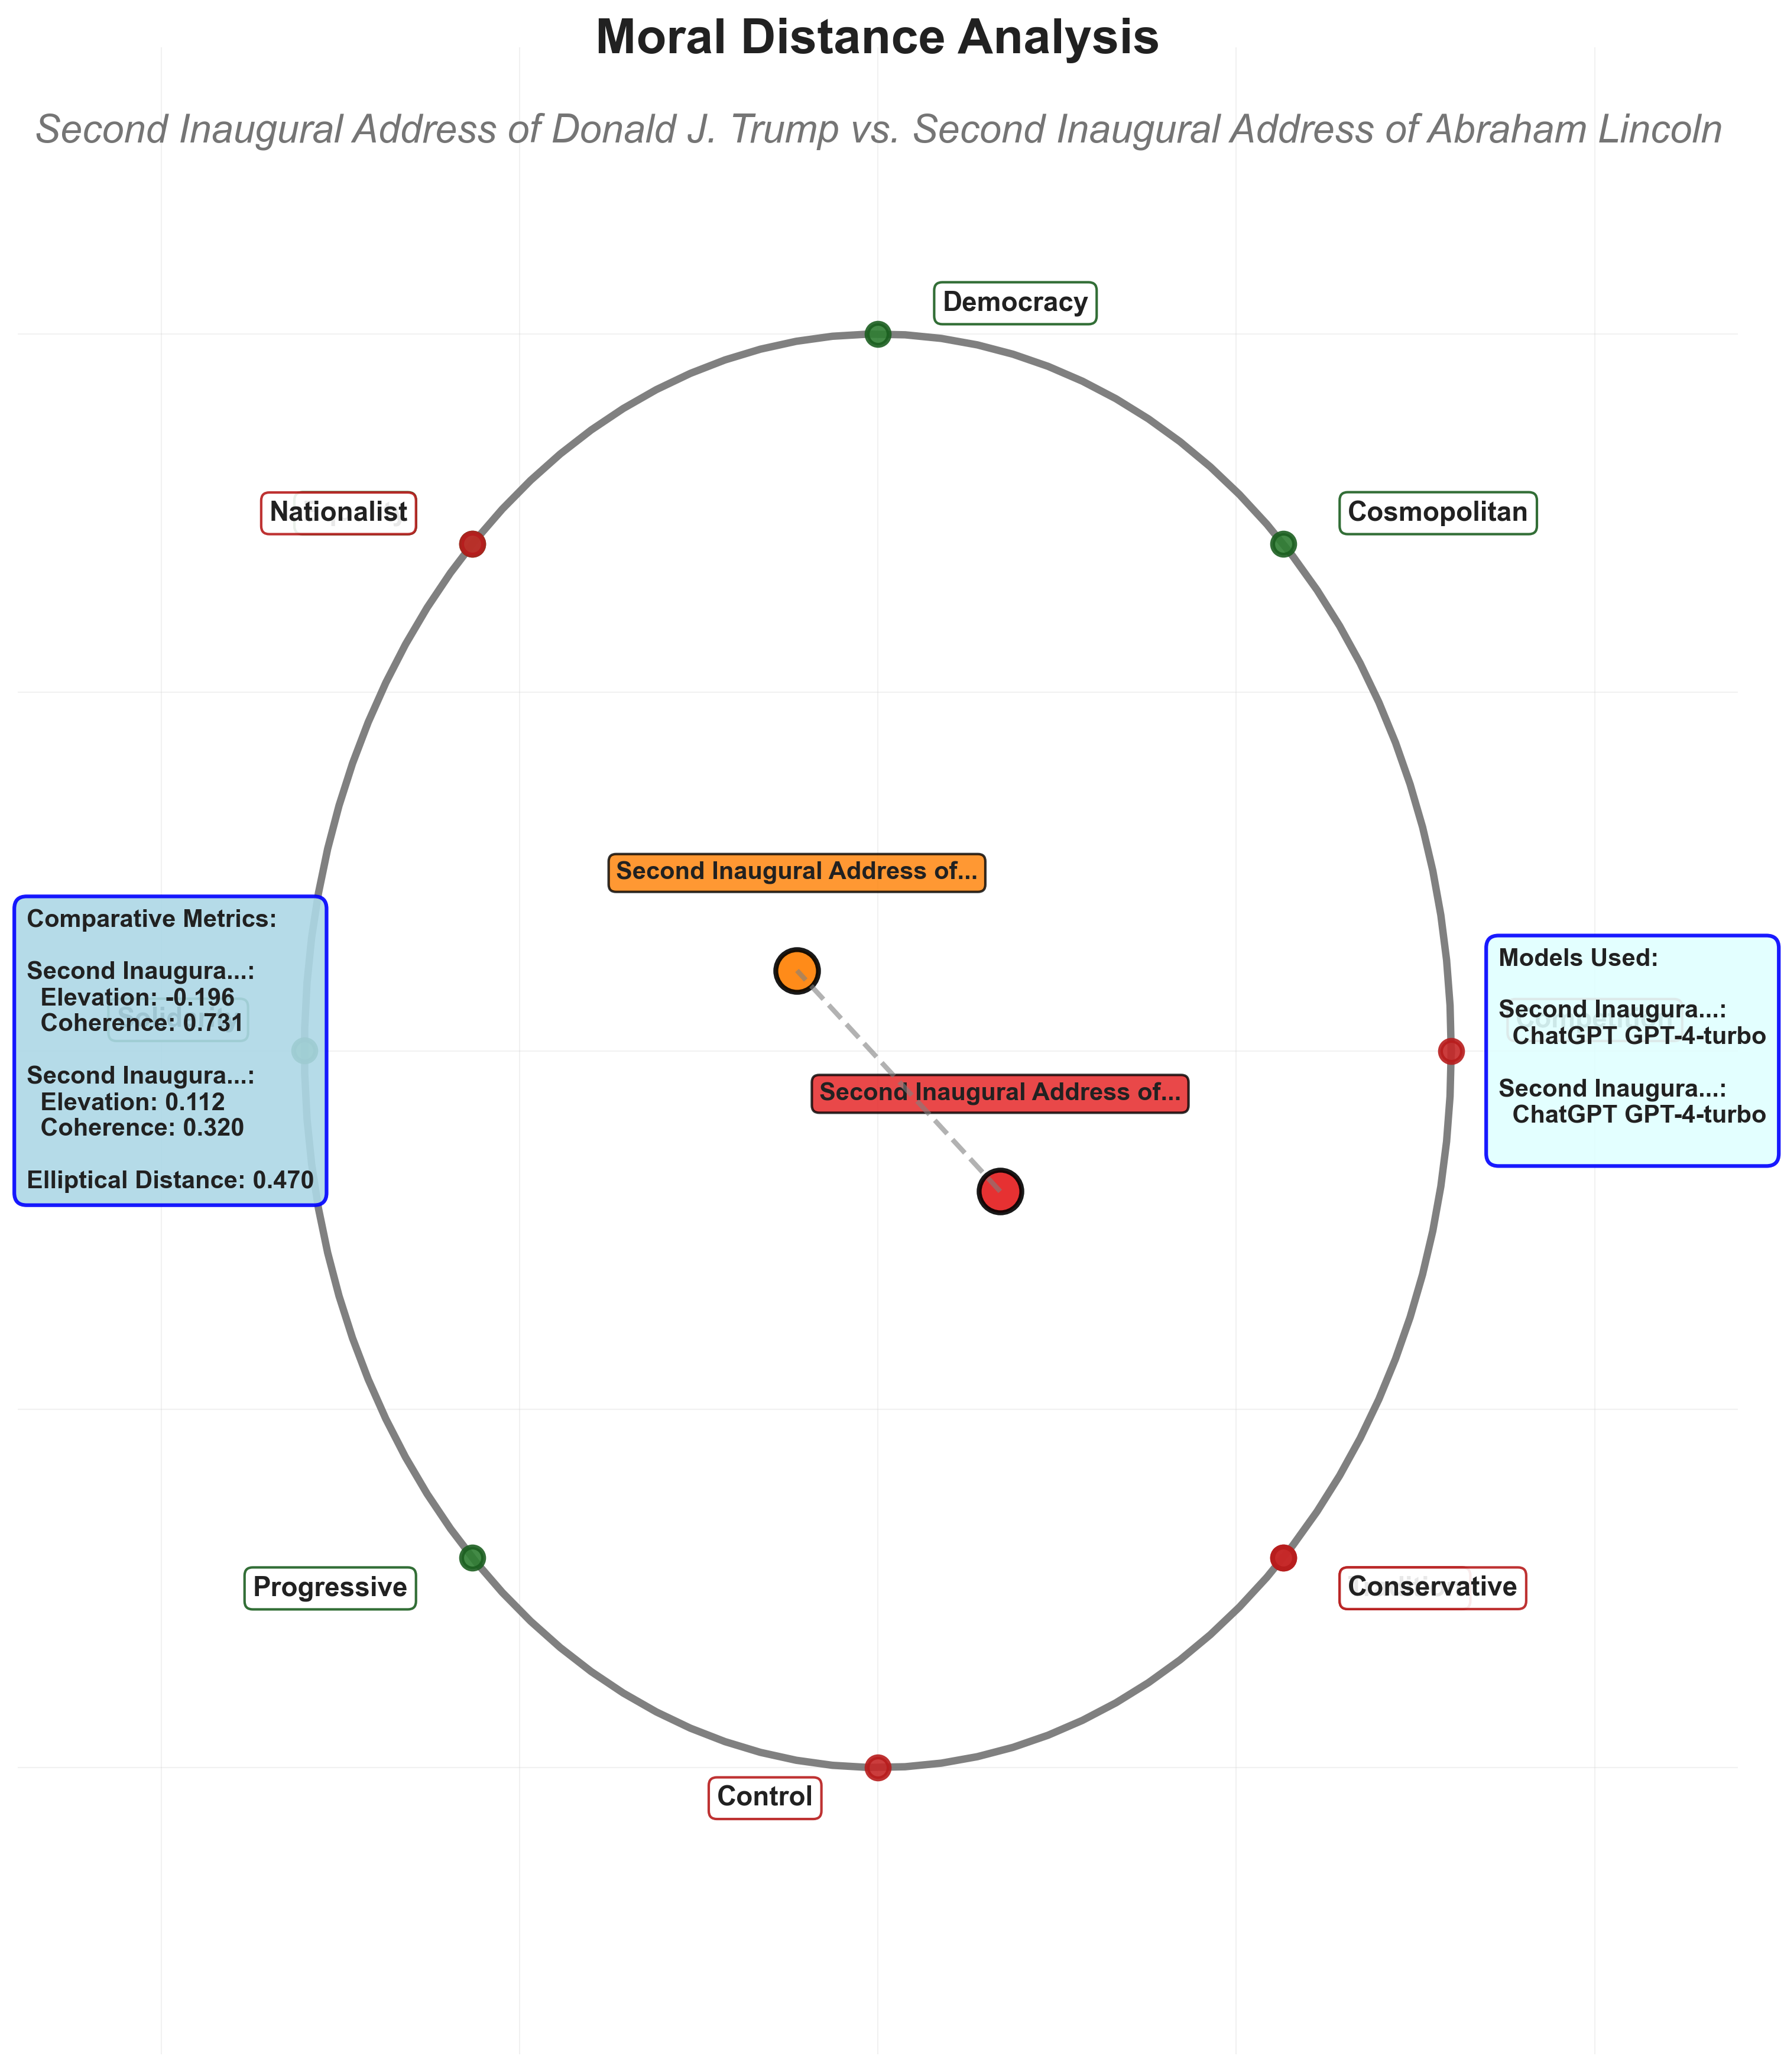 Moral Distance Analysis
Second Inaugural Address of Donald J. Trump vs. Second Inaugural Address of Abraham Lincoln
Democracy
Nationalist
Cosmopolitan
Second Inaugural Address of...
Comparative Metrics:
Second Inaugura...:
Elevation: -0.196
Coherence: 0.731
Second Inaugura...:
Elevation: 0.112
Coherence: 0.320
Elliptical Distance: 0.470
Solidarity
Models Used:
Second Inaugura...:
ChatGPT GPT-4-turbo
Second Inaugura...:
ChatGPT GPT-4-turbo
Second Inaugural Address of...
Progressive
Conservative
Control